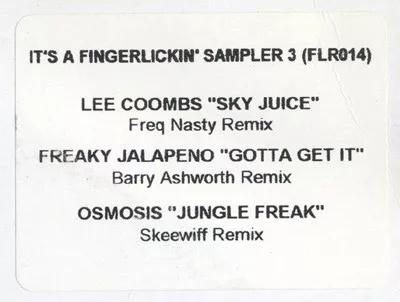 IT'S A FINGERLICKIN' SAMPLER 3 (FLR014)
LEE COOMBS "SKY JUICE"
Freq Nasty Remix
FREAKY JALAPENO "GOTTA GET IT"
Barry Ashworth Remix
OSMOSIS "JUNGLE FREAK"
Skeewiff Remix